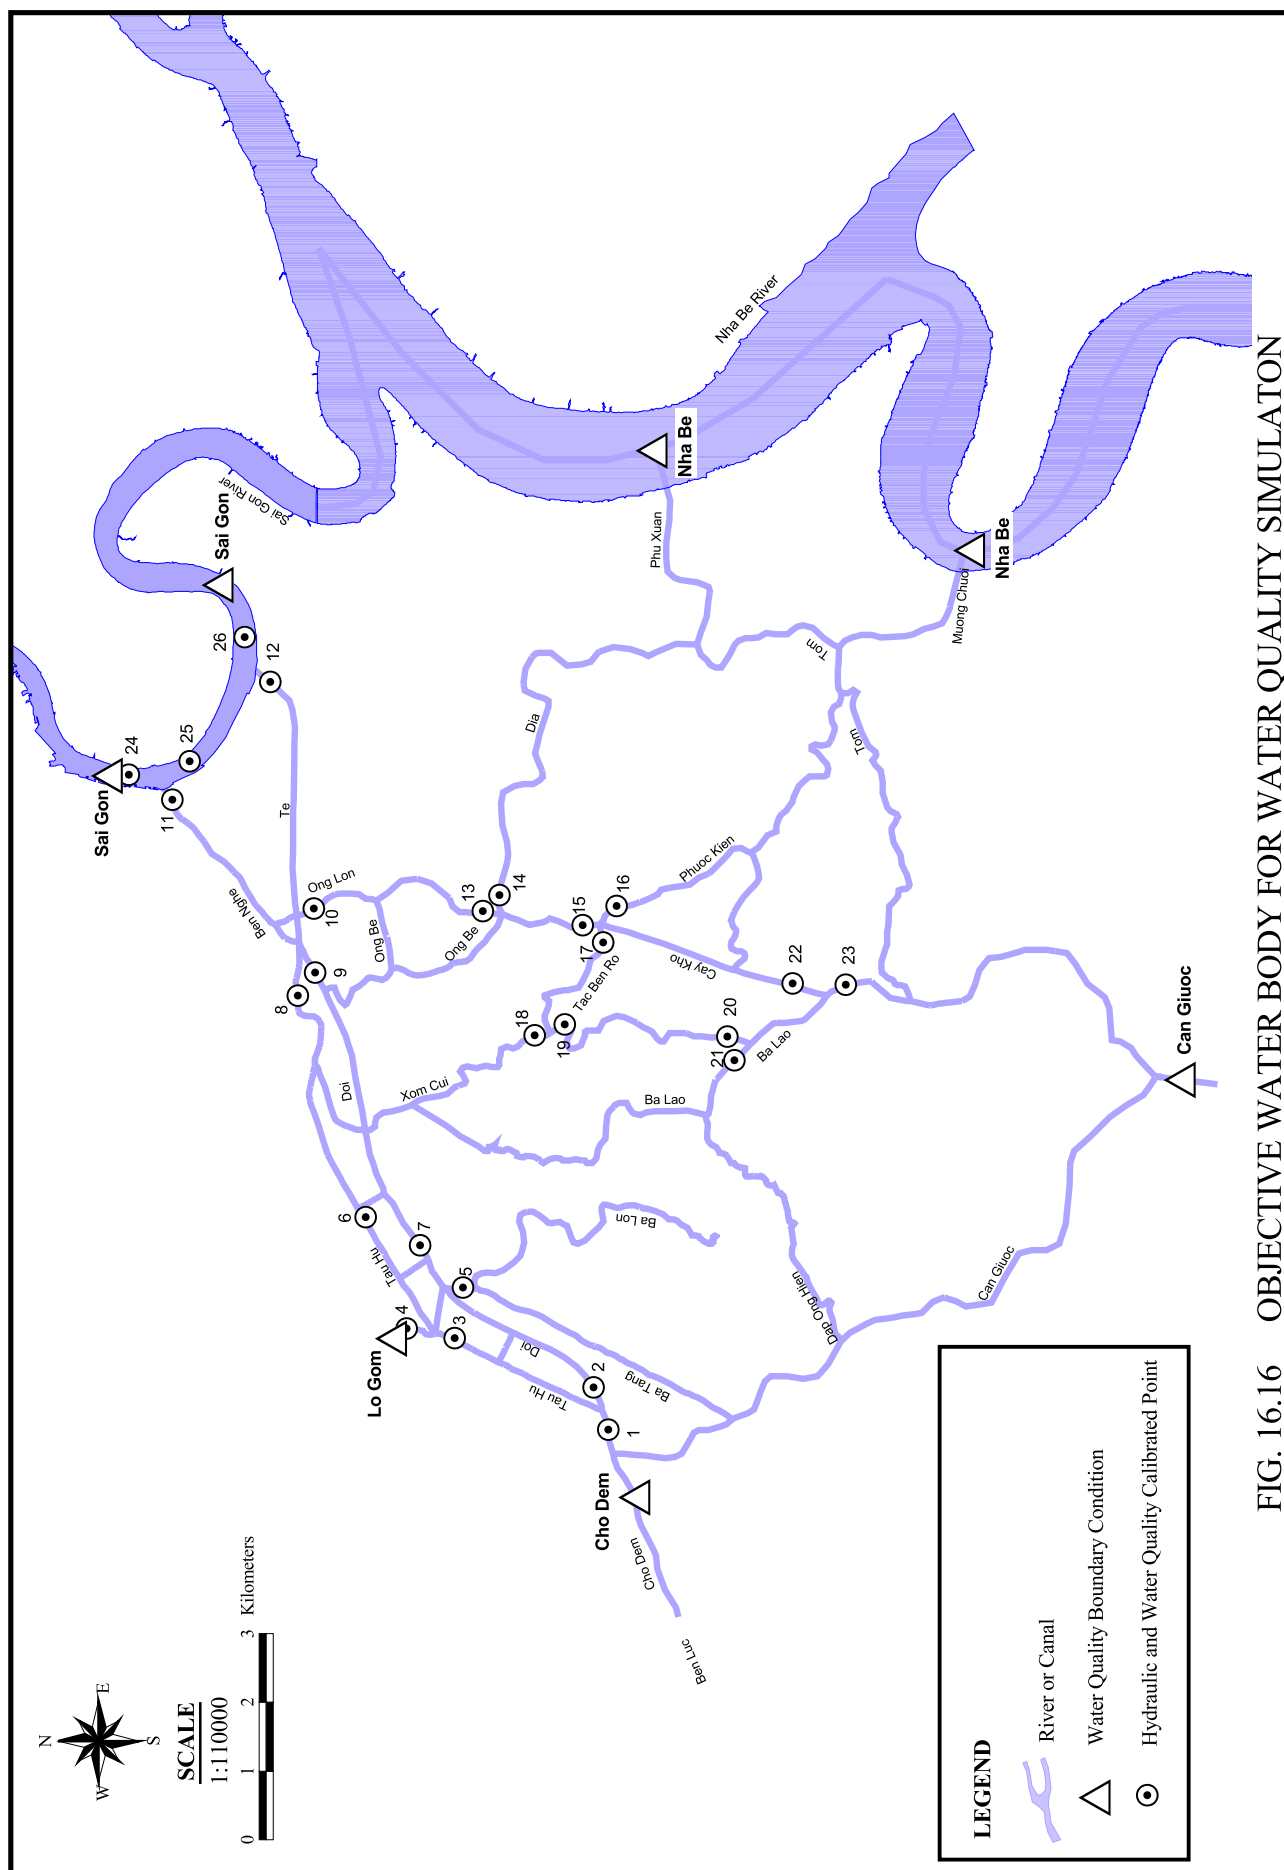 N
W
E
S
SCALE
1:110000
0
1
2
3
Kilometers
Sai Gon
24
25
11
26
Sai Gon
12
Sai Gon River
Te
Ben Nghe
Ong Lon
10
8
9
Ong Be
Ong Be
13
14
Dia
Doi
Xom Cui
6
Tau Hu
7
Lo Gom
4
3
5
Doi
2
Tau Hu
1
Ba Tang
Ba Lon
Cho Dem
Cho Dem
Ben Luc
15
16
17
Tac Ben Ro
18
19
Phuoc Kien
Cay Kho
20
21
22
23
Ba Lao
Ba Lao
Dap Ong Hien
Can Giuoc
Can Giuoc
Tom
Tom
Phu Xuan
Nha Be
Nha Be River
Muong Chuoi
Nha Be
LEGEND
River or Canal
Water Quality Boundary Condition
Hydraulic and Water Quality Calibrated Point
FIG. 16.16 OBJECTIVE WATER BODY FOR WATER QUALITY SIMULATON